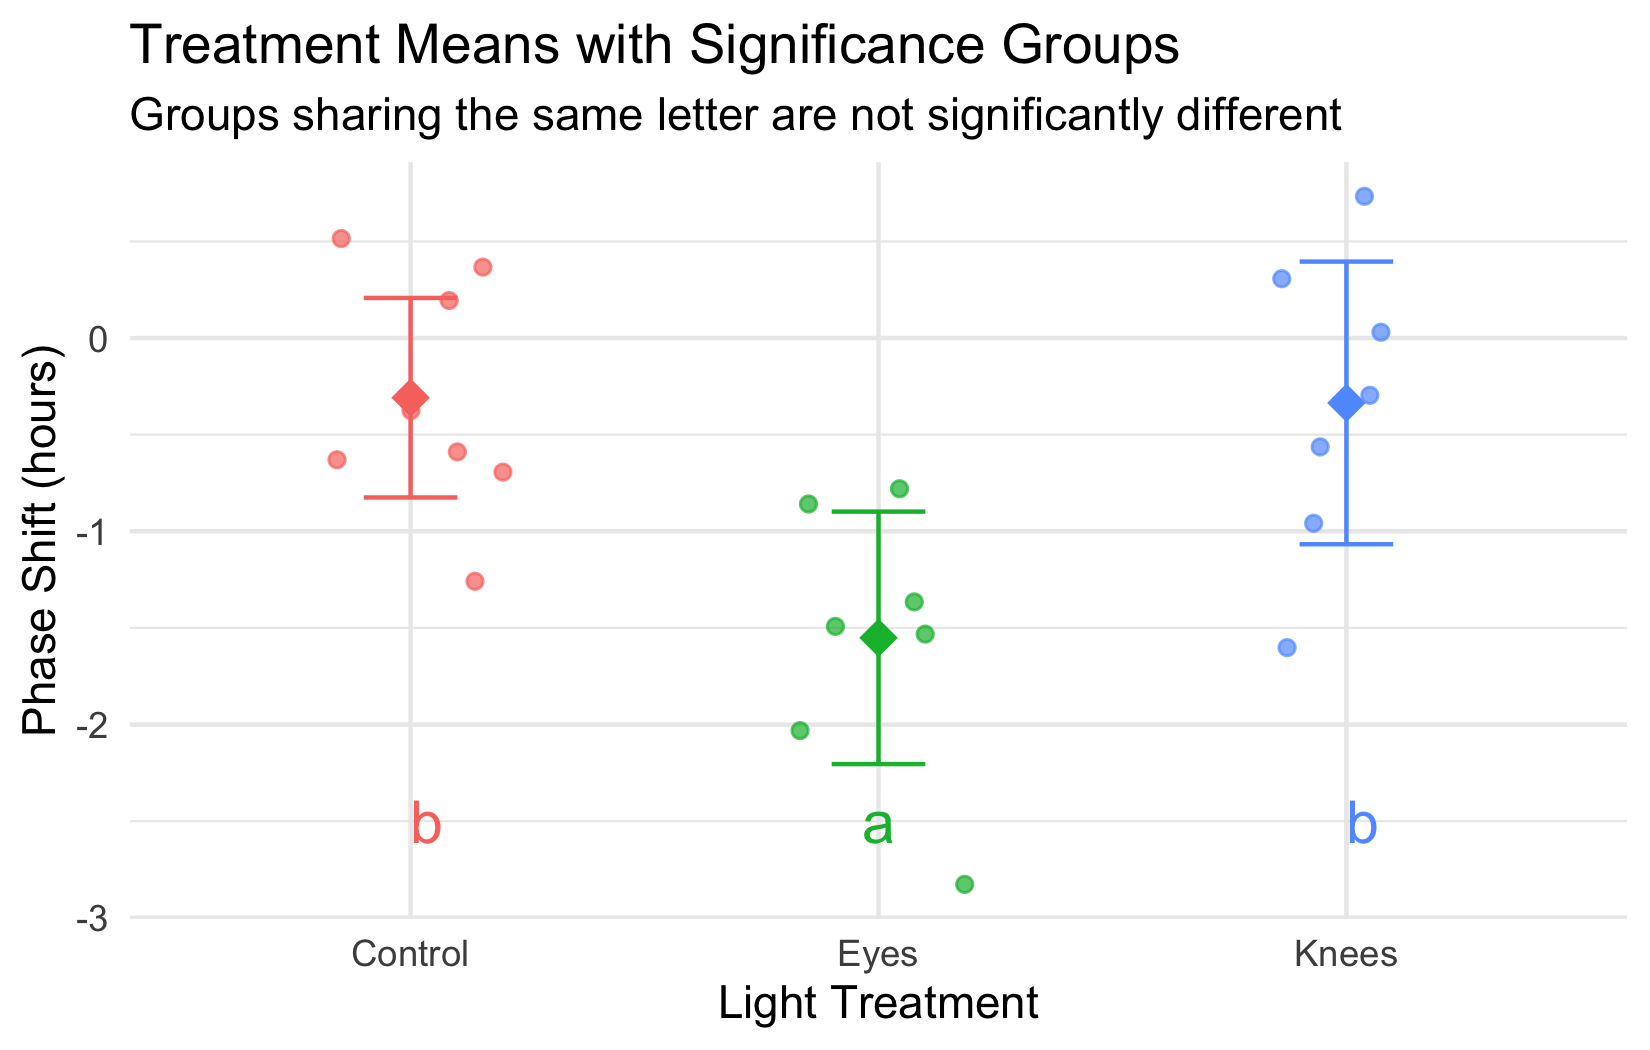 Treatment Means with Significance Groups
Groups sharing the same letter are not significantly different
Phase Shift (hours)
0
-1
-2
-3
b
a
b
Control
Eyes
Knees
Light Treatment